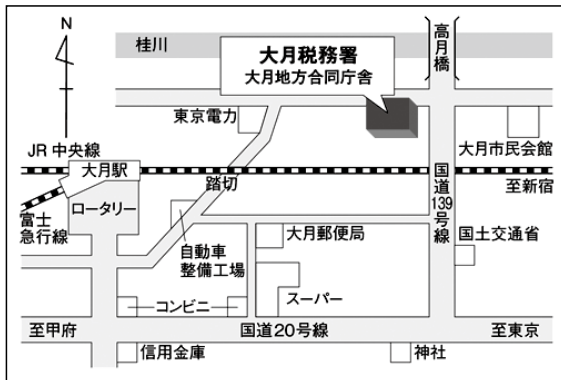 N
桂川
大月税務署
大月地方合同庁舎
高月橋
東京電力
大月市民会館
JR中央線
大月駅
踏切
至新宿
富士
急行線
ロータリー
国道139号線
自動車
整備工場
大月郵便局
国土交通省
コンビニ
スーパー
至甲府
国道20号線
至東京
信用金庫
神社